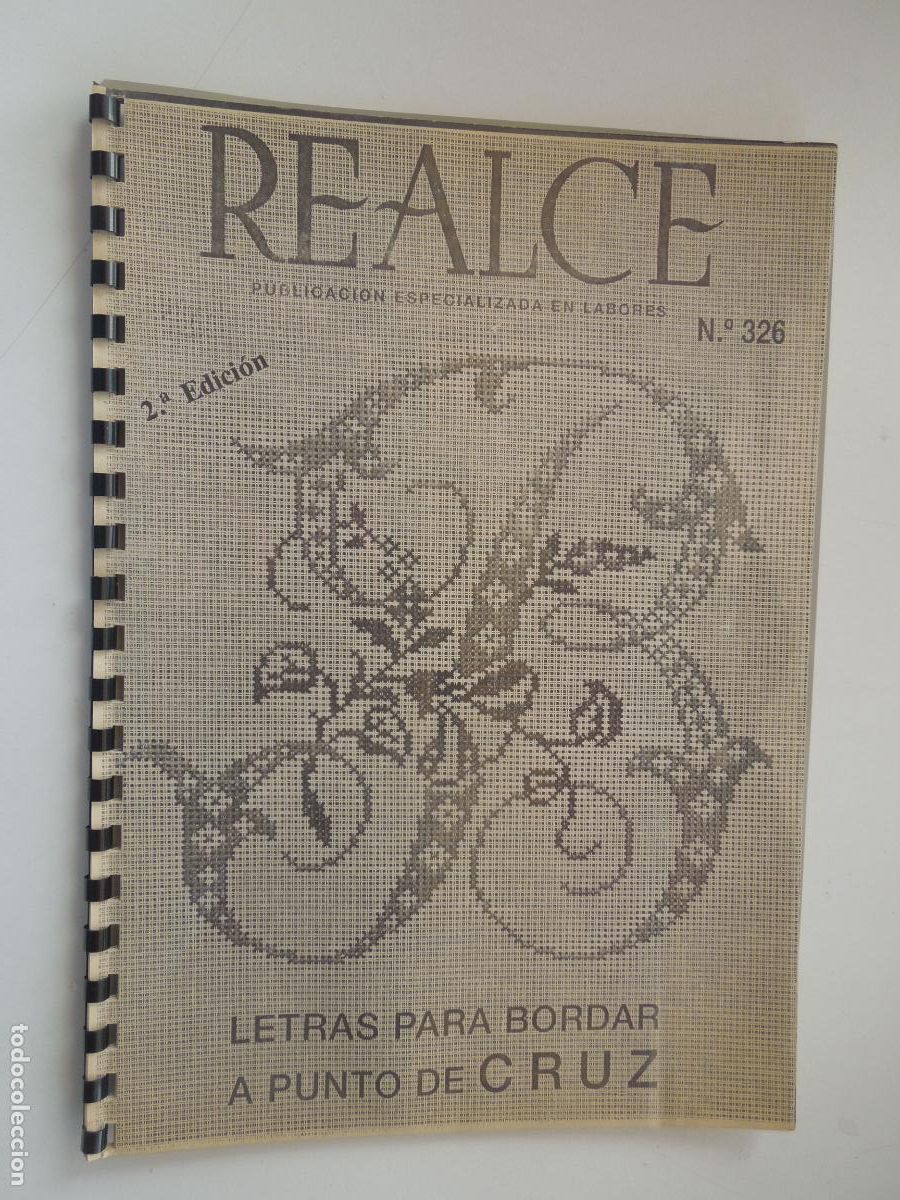 REALCE
PUBLICACION ESPECIALIZADA EN LABORES
N.º 326
2.ª Edición
LETRAS PARA BORDAR
A PUNTO DE CRUZ
todocoleccion